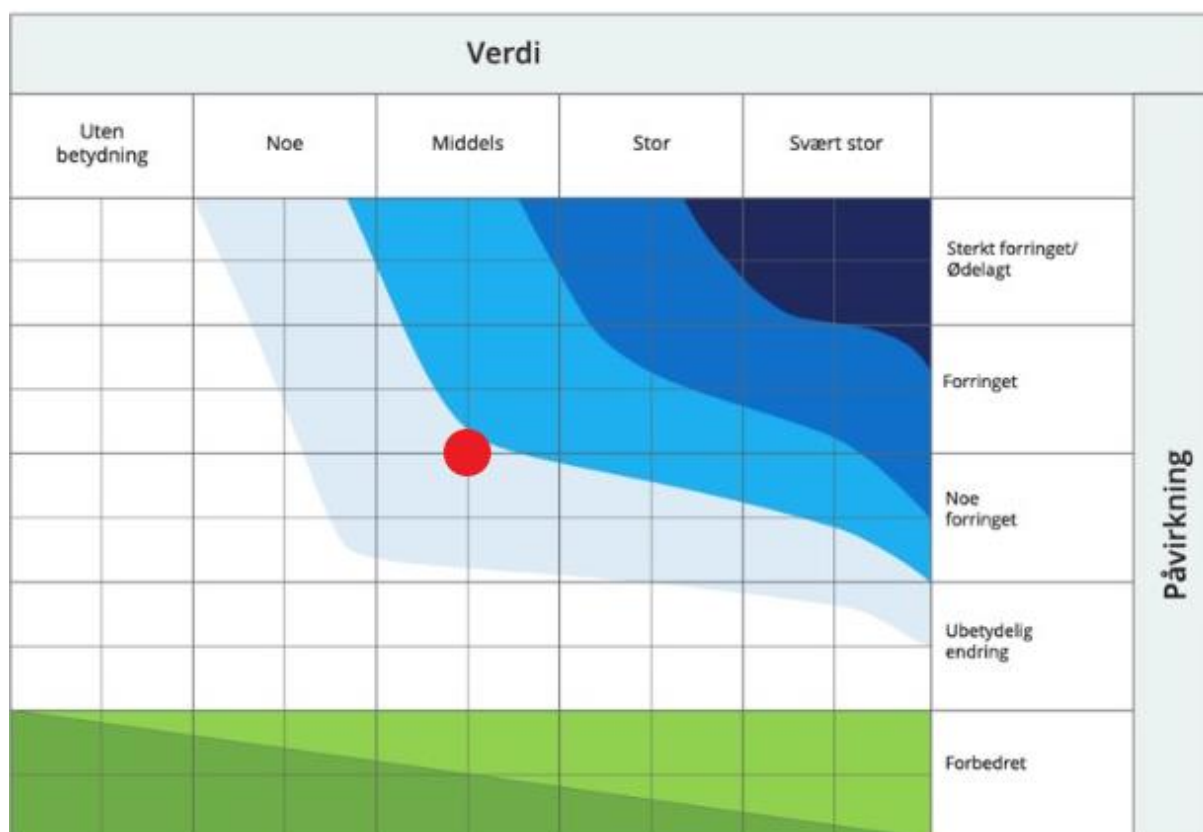 Verdi
Uten
betydning
Noe
Middels
Stor
Svært stor
Sterkt forringet/
Ødelagt
Forringet
Noe
forringet
Ubetydelig
endring
Forbedret
Påvirkning